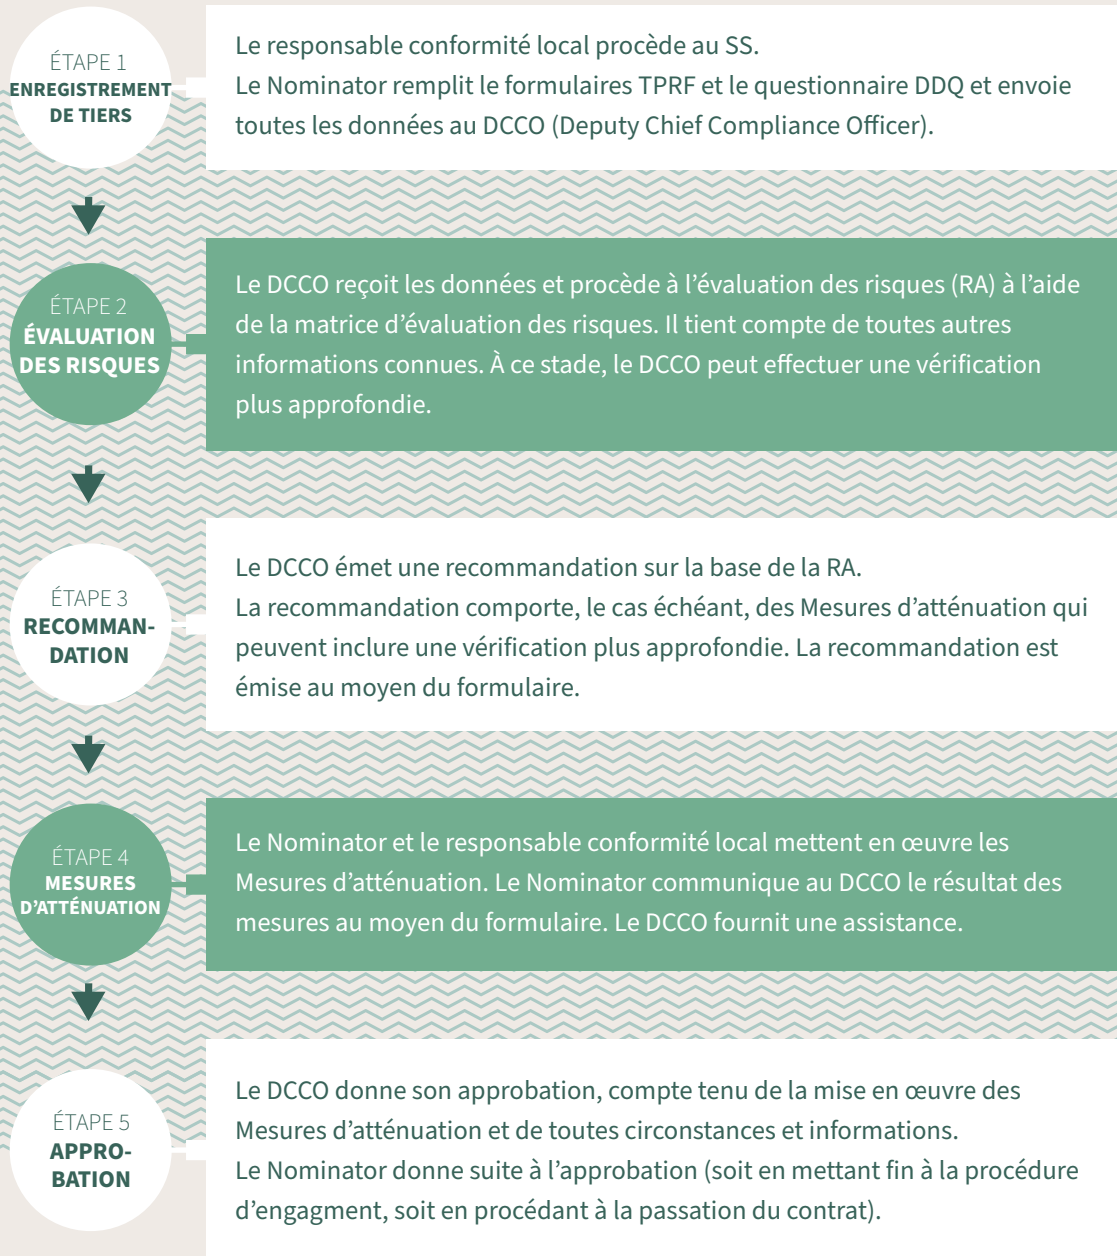 ÉTAPE 1
ENREGISTREMENT
DE TIERS
Le responsable conformité local procède au SS.
Le Nominator remplit le formulaires TPRF et le questionnaire DDQ et envoie
toutes les données au DCCO (Deputy Chief Compliance Officer).
ÉTAPE 2
ÉVALUATION
DES RISQUES
Le DCCO reçoit les données et procède à l’évaluation des risques (RA) à l’aide
de la matrice d’évaluation des risques. Il tient compte de toutes autres
informations connues. À ce stade, le DCCO peut effectuer une vérification
plus approfondie.
ÉTAPE 3
RECOMMAN-
DATION
Le DCCO émet une recommandation sur la base de la RA.
La recommandation comporte, le cas échéant, des Mesures d’atténuation qui
peuvent inclure une vérification plus approfondie. La recommandation est
émise au moyen du formulaire.
ÉTAPE 4
MESURES
D’ATTÉNUATION
Le Nominator et le responsable conformité local mettent en œuvre les
Mesures d’atténuation. Le Nominator communique au DCCO le résultat des
mesures au moyen du formulaire. Le DCCO fournit une assistance.
ÉTAPE 5
APPRO-
BATION
Le DCCO donne son approbation, compte tenu de la mise en œuvre des
Mesures d’atténuation et de toutes circonstances et informations.
Le Nominator donne suite à l’approbation (soit en mettant fin à la procédure
d’engagment, soit en procédant à la passation du contrat).